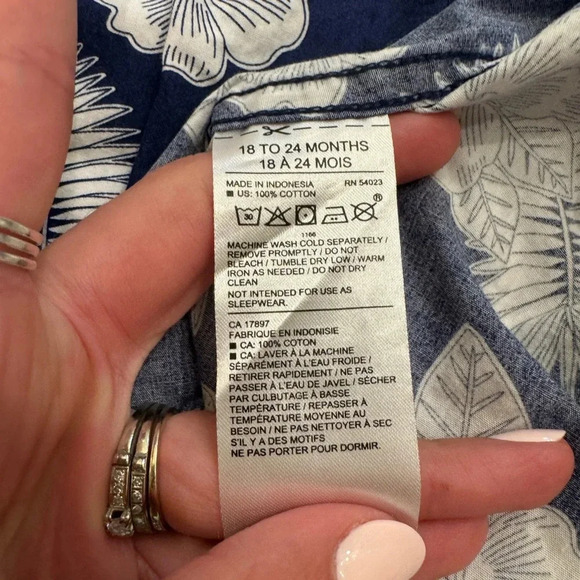 18 TO 24 MONTHS
18 À 24 MOIS
MADE IN INDONESIA RN 54023
■ US: 100% COTTON
30
®
1166
MACHINE WASH COLD SEPARATELY /
REMOVE PROMPTLY / DO NOT
BLEACH / TUMBLE DRY LOW / WARM
IRON AS NEEDED / DO NOT DRY
CLEAN
NOT INTENDED FOR USE AS
SLEEPWEAR.
CA 17897
FABRIQUE EN INDONISIE
■ CA: 100% COTON
■ CA: LAVER À LA MACHINE
SÉPARÉMENT À L'EAU FROIDE /
RETIRER RAPIDEMENT / NE PAS
PASSER À L'EAU DE JAVEL / SÉCHER
PAR CULBUTAGE À BASSE
TEMPÉRATURE / REPASSER À
TEMPÉRATURE MOYENNE AU
BESOIN / NE PAS NETTOYER À SEC
S'IL Y A DES MOTIFS
NE PAS PORTER POUR DORMIR.